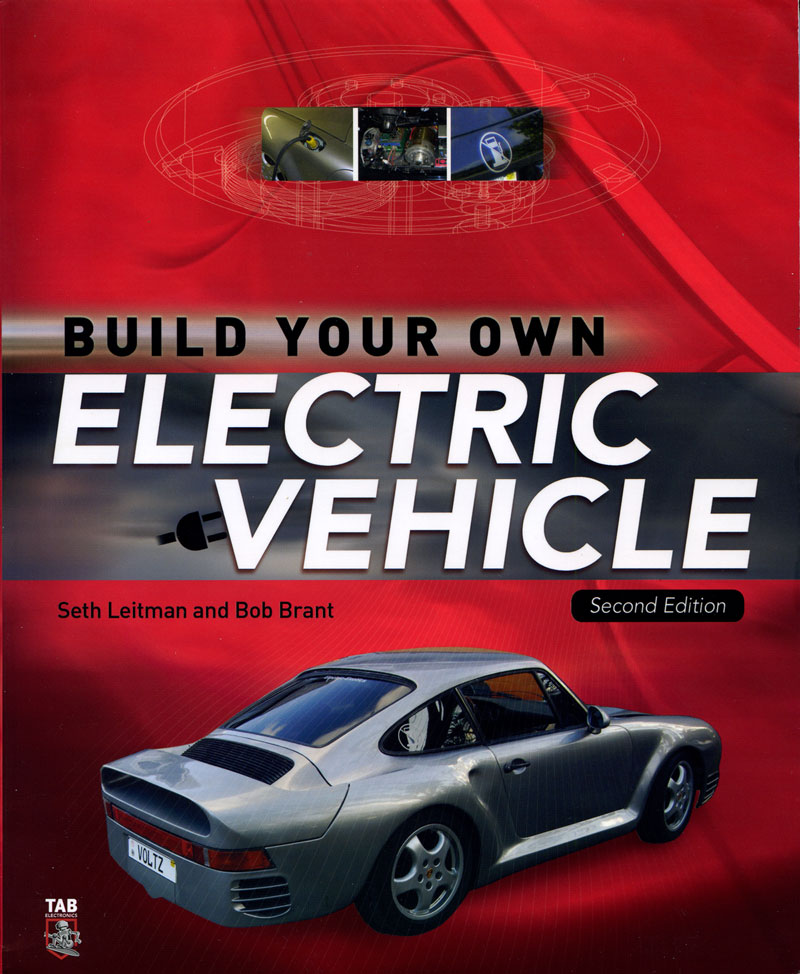 BUILD YOUR OWN
ELECTRIC
VEHICLE
Seth Leitman and Bob Brant
Second Edition
VOLTZ
TAB
ELECTRONICS